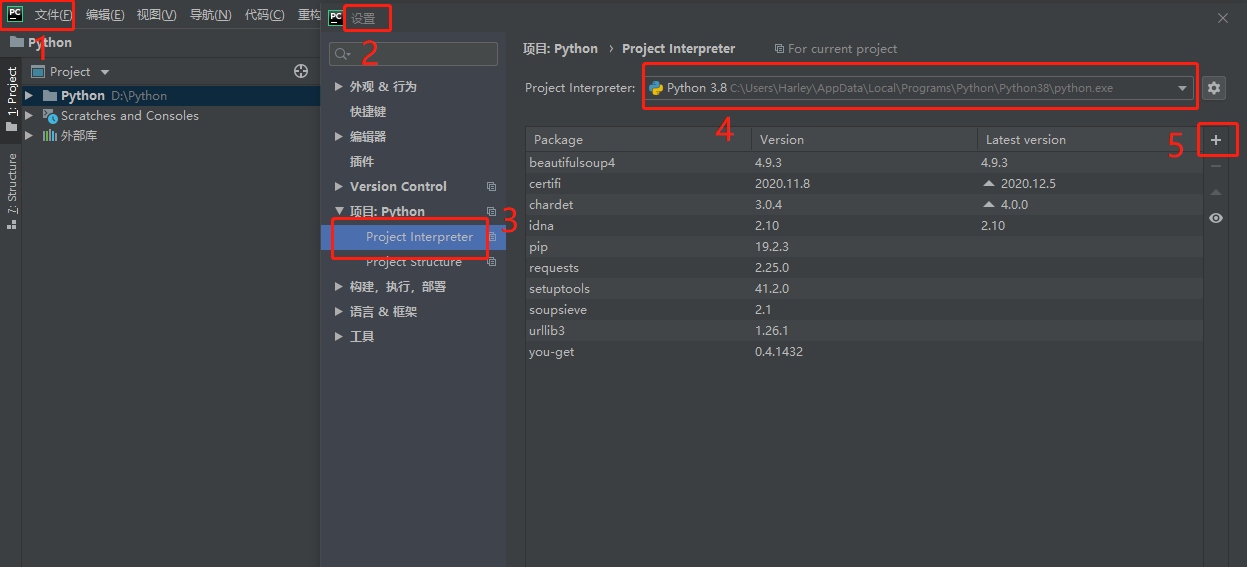 PC 文件(F) 编辑(E) 视图(V) 导航(N) 代码(C) 重构
1
Python
Project
Python D:\Python
Scratches and Consoles
外部库
1: Project
7: Structure
PC 设置
2
外观 & 行为
快捷键
编辑器
插件
Version Control
项目: Python
Project Interpreter
3
Project Structure
构建，执行，部署
语言 & 框架
工具
项目: Python › Project Interpreter For current project
Project Interpreter: Python 3.8 C:\Users\Harley\AppData\Local\Programs\Python\Python38\python.exe
4
5
+
Package Version Latest version
beautifulsoup4 4.9.3 4.9.3
certifi 2020.11.8 2020.12.5
chardet 3.0.4 4.0.0
idna 2.10 2.10
pip 19.2.3
requests 2.25.0
setuptools 41.2.0
soupsieve 2.1
urllib3 1.26.1
you-get 0.4.1432